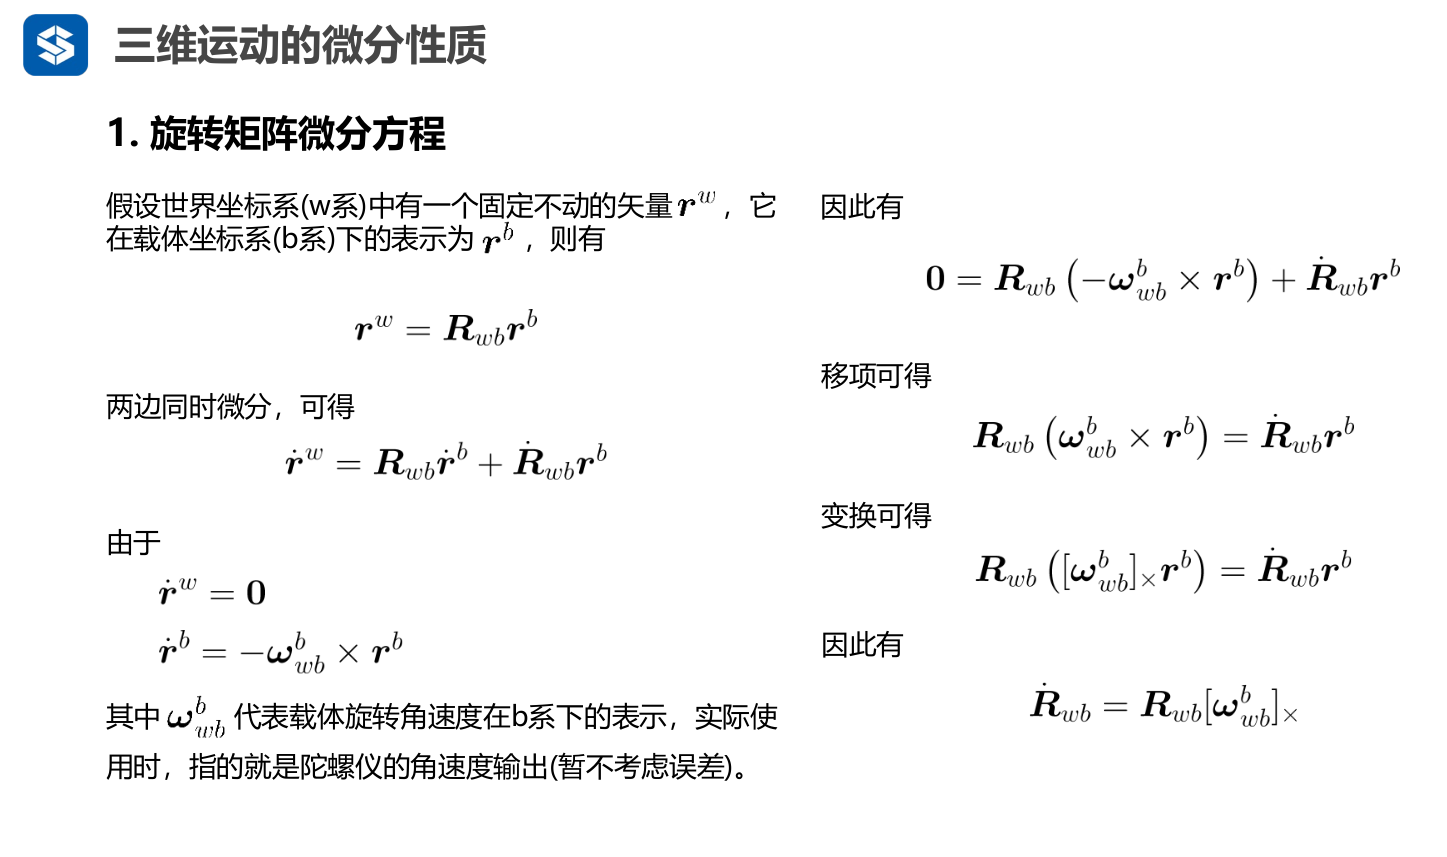 三维运动的微分性质
1. 旋转矩阵微分方程
假设世界坐标系(w系)中有一个固定不动的矢量 $\boldsymbol{r}^w$ ，它
在载体坐标系(b系)下的表示为 $\boldsymbol{r}^b$ ，则有
$\boldsymbol{r}^w = \boldsymbol{R}_{wb}\boldsymbol{r}^b$
两边同时微分，可得
$\dot{\boldsymbol{r}}^w = \boldsymbol{R}_{wb}\dot{\boldsymbol{r}}^b + \dot{\boldsymbol{R}}_{wb}\boldsymbol{r}^b$
由于
$\dot{\boldsymbol{r}}^w = \boldsymbol{0}$
$\dot{\boldsymbol{r}}^b = -\boldsymbol{\omega}_{wb}^b \times \boldsymbol{r}^b$
其中 $\boldsymbol{\omega}_{wb}^b$ 代表载体旋转角速度在b系下的表示，实际使
用时，指的就是陀螺仪的角速度输出(暂不考虑误差)。
因此有
$\boldsymbol{0} = \boldsymbol{R}_{wb}\left(-\boldsymbol{\omega}_{wb}^b \times \boldsymbol{r}^b\right) + \dot{\boldsymbol{R}}_{wb}\boldsymbol{r}^b$
移项可得
$\boldsymbol{R}_{wb}\left(\boldsymbol{\omega}_{wb}^b \times \boldsymbol{r}^b\right) = \dot{\boldsymbol{R}}_{wb}\boldsymbol{r}^b$
变换可得
$\boldsymbol{R}_{wb}\left([\boldsymbol{\omega}_{wb}^b]_\times \boldsymbol{r}^b\right) = \dot{\boldsymbol{R}}_{wb}\boldsymbol{r}^b$
因此有
$\dot{\boldsymbol{R}}_{wb} = \boldsymbol{R}_{wb}[\boldsymbol{\omega}_{wb}^b]_\times$